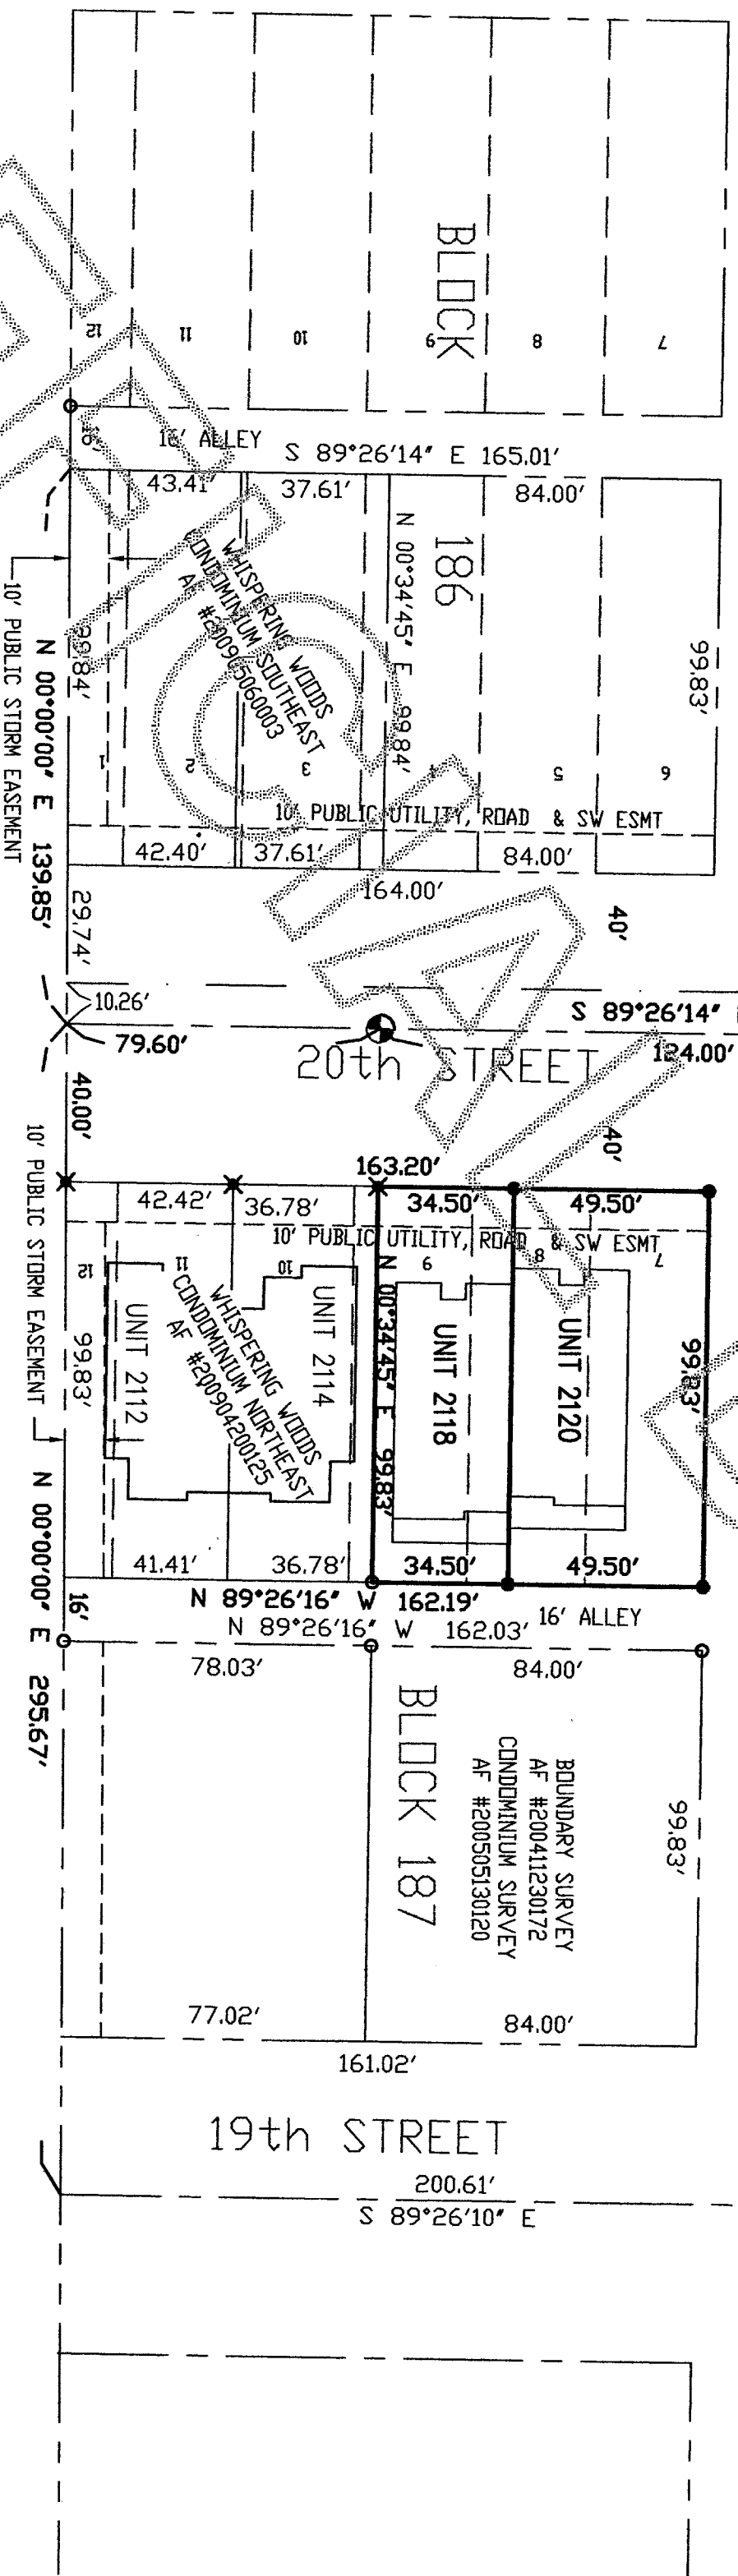 BLOCK
12
11
10
9
8
7
16'
16' ALLEY
S 89°26'14" E 165.01'
43.41'
37.61'
84.00'
186
N 00°34'45" E 99.84'
WHISPERING WOODS
CONDOMINIUM SOUTHEAST
99.83'
99.84'
N 00°00'00" E 139.85'
10' PUBLIC STORM EASEMENT
1
2
3
4
5
6
10' PUBLIC UTILITY, ROAD & SW ESMT
42.40'
37.61'
84.00'
164.00'
29.74'
40'
10.26'
S 89°26'14"
79.60'
124.00'
20th STREET
40.00'
40'
163.20'
42.42'
36.78'
34.50'
49.50'
10' PUBLIC UTILITY, ROAD & SW ESMT
12
11
10
9
8
7
10' PUBLIC STORM EASEMENT
99.83'
UNIT 2112
WHISPERING WOODS
CONDOMINIUM NORTHEAST
AF #200904200125
UNIT 2114
N 00°34'45" E 99.83'
UNIT 2118
UNIT 2120
99.83'
41.41'
36.78'
34.50'
49.50'
16'
N 89°26'16" W 162.19'
N 89°26'16" W 162.03'
16' ALLEY
N 00°00'00" E 295.67'
78.03'
84.00'
BLOCK 187
BOUNDARY SURVEY
AF #200411230172
CONDOMINIUM SURVEY
AF #200505130120
99.83'
77.02'
84.00'
161.02'
19th STREET
200.61'
S 89°26'10" E